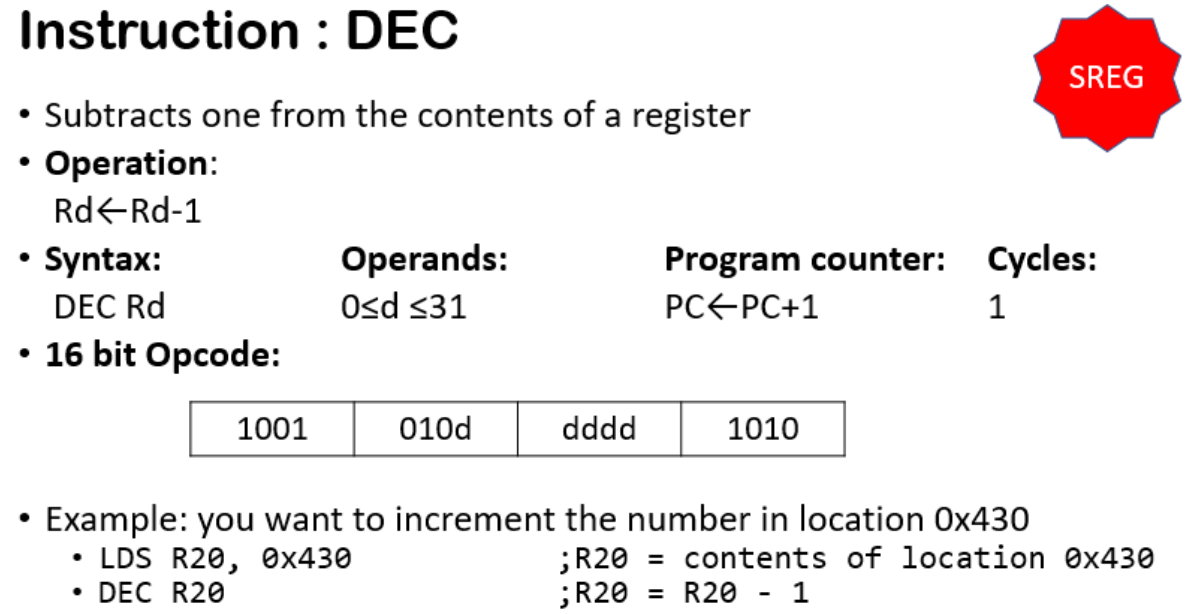 Instruction : DEC
SREG
• Subtracts one from the contents of a register
• Operation:
Rd←Rd-1
• Syntax: Operands: Program counter: Cycles:
DEC Rd 0≤d ≤31 PC←PC+1 1
• 16 bit Opcode:
1001 010d dddd 1010
• Example: you want to increment the number in location 0x430
• LDS R20, 0x430 ;R20 = contents of location 0x430
• DEC R20 ;R20 = R20 - 1